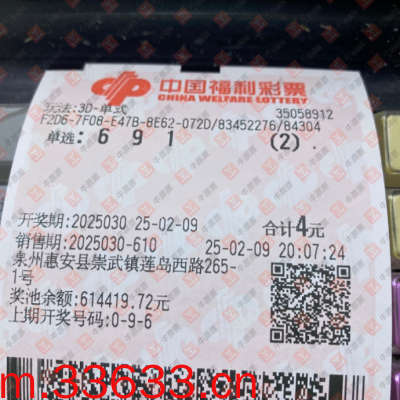 中国福利彩票
CHINA WELFARE LOTTERY
玩法:3D-单式 35058912
F2D6-7F08-E47B-8E62-072D/83452276/84304
单选: 6 9 1 (2).
开奖期:2025030 25-02-09 合计4元
销售期:2025030-610 25-02-09 20:07:24
泉州惠安县崇武镇莲岛西路265-
1号
奖池余额:614419.72元
上期开奖号码:0-9-6
m.33633.cn